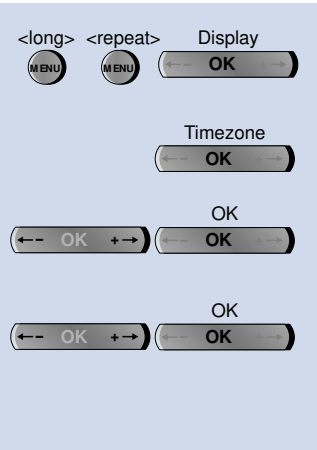 <long> <repeat> Display
MENU MENU ←- OK +→
Timezone
←- OK +→
OK
←- OK +→ ←- OK +→
OK
←- OK +→ ←- OK +→